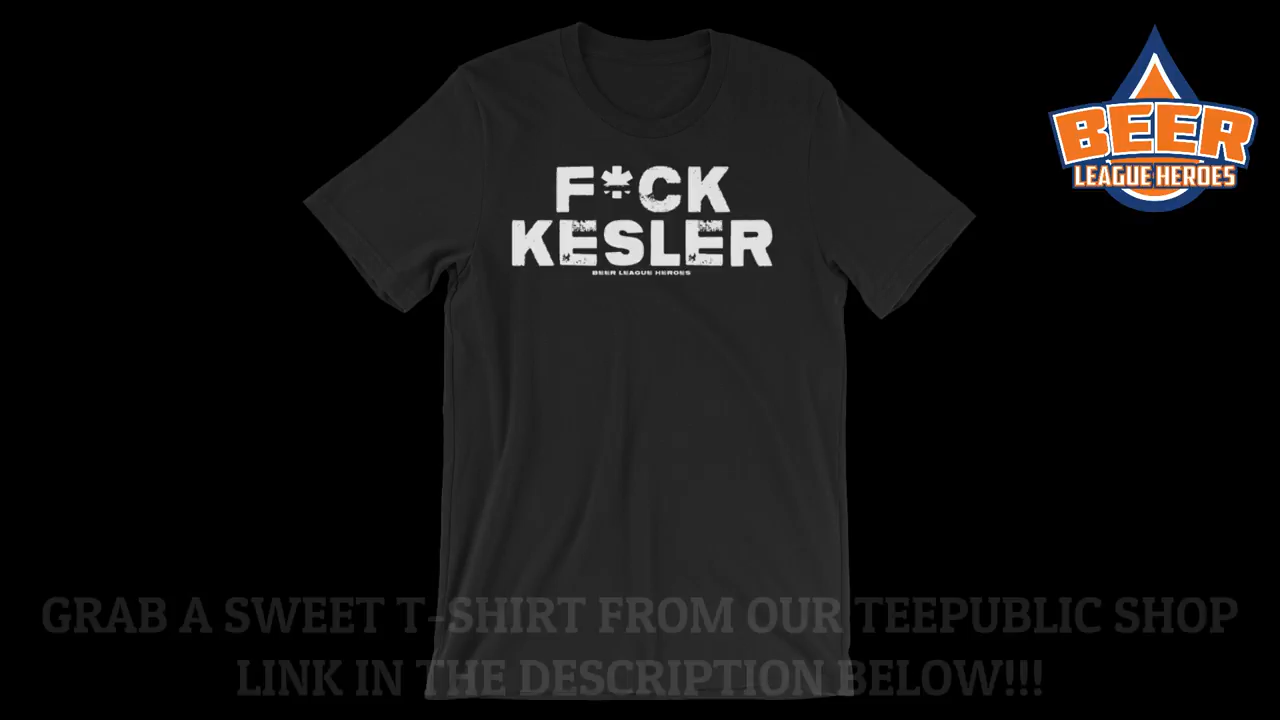 F*CK
KESLER
BEER LEAGUE HEROES
BEER
LEAGUE HEROES
GRAB A SWEET T-SHIRT FROM OUR TEEPUBLIC SHOP
LINK IN THE DESCRIPTION BELOW!!!